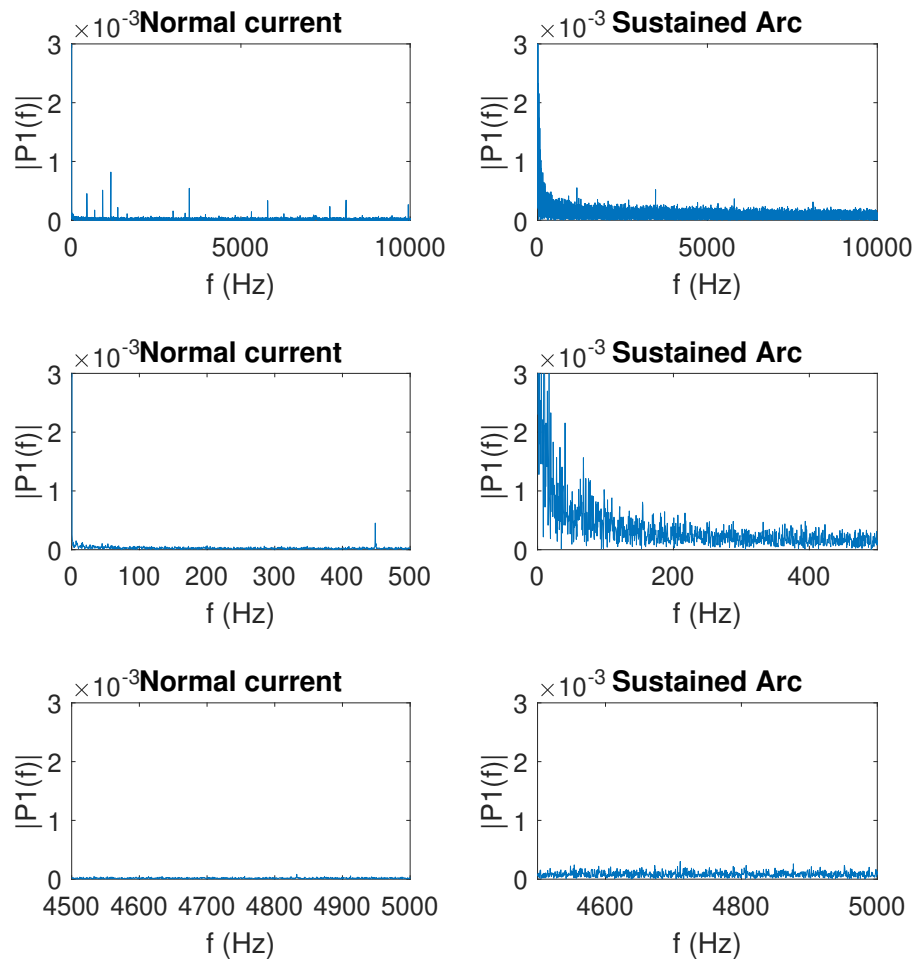 ×10-3 Normal current
3
2
1
0
|P1(f)|
0 5000 10000
f (Hz)
×10-3 Sustained Arc
3
2
1
0
|P1(f)|
0 5000 10000
f (Hz)
×10-3 Normal current
3
2
1
0
|P1(f)|
0 100 200 300 400 500
f (Hz)
×10-3 Sustained Arc
3
2
1
0
|P1(f)|
0 200 400
f (Hz)
×10-3 Normal current
3
2
1
0
|P1(f)|
4500 4600 4700 4800 4900 5000
f (Hz)
×10-3 Sustained Arc
3
2
1
0
|P1(f)|
4600 4800 5000
f (Hz)